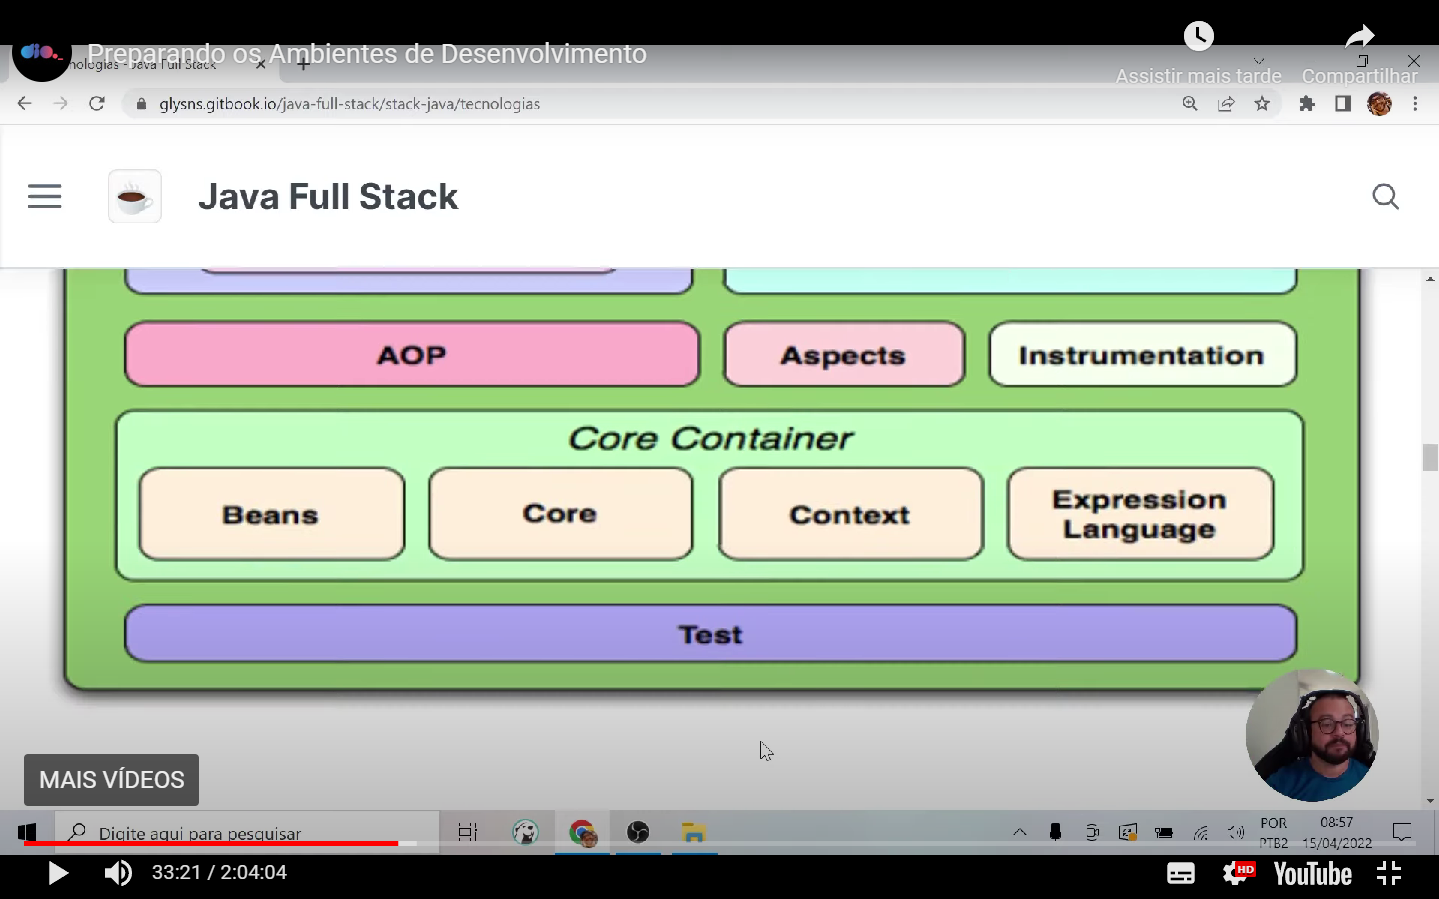 dio.
Preparando os Ambientes de Desenvolvimento
nologias - Java Full Stack
Assistir mais tarde
Compartilhar
glysns.gitbook.io/java-full-stack/stack-java/tecnologias
Java Full Stack
AOP
Aspects
Instrumentation
Core Container
Beans
Core
Context
Expression
Language
Test
MAIS VÍDEOS
Digite aqui para pesquisar
POR
PTB2
08:57
15/04/2022
33:21 / 2:04:04
HD
YouTube